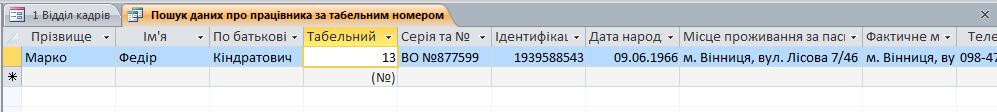 1 Відділ кадрів Пошук даних про працівника за табельним номером
Прізвище Ім'я По батькові Табельний Серія та № Ідентифікац Дата народ Місце проживання за пасп Фактичне м Теле
Марко Федір Кіндратович 13 ВО №877599 1939588543 09.06.1966 м. Вінниця, вул. Лісова 7/46 м. Вінниця, ву 098-47
(№)